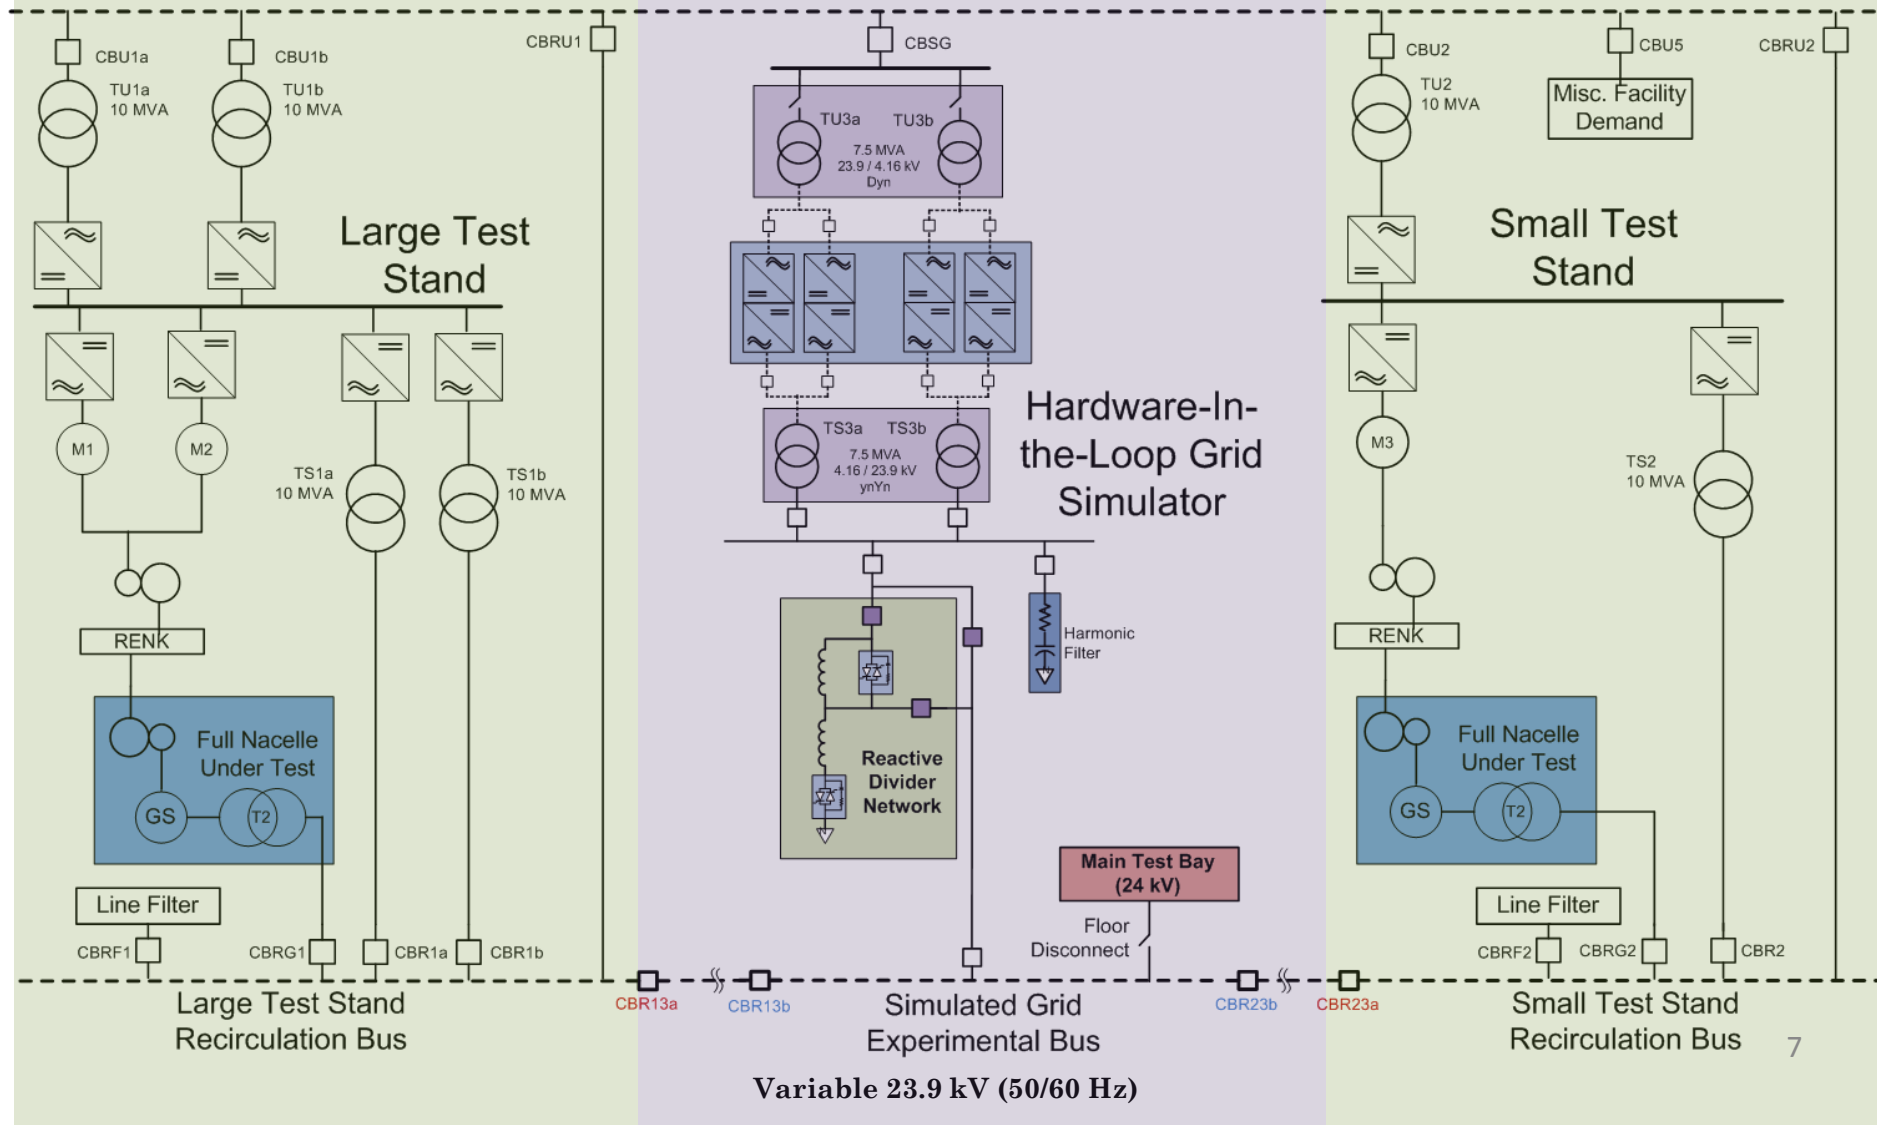 CBU1a
TU1a
10 MVA
CBU1b
TU1b
10 MVA
CBRU1
Large Test
Stand
M1
M2
TS1a
10 MVA
TS1b
10 MVA
RENK
Full Nacelle
Under Test
GS
T2
Line Filter
CBRF1
CBRG1
CBR1a
CBR1b
Large Test Stand
Recirculation Bus
CBSG
TU3a TU3b
7.5 MVA
23.9 / 4.16 kV
Dyn
TS3a TS3b
7.5 MVA
4.16 / 23.9 kV
ynYn
Hardware-In-
the-Loop Grid
Simulator
Harmonic
Filter
Reactive
Divider
Network
Main Test Bay
(24 kV)
Floor
Disconnect
CBR13a
CBR13b
CBR23b
CBR23a
Simulated Grid
Experimental Bus
Variable 23.9 kV (50/60 Hz)
CBU2
TU2
10 MVA
CBU5
Misc. Facility
Demand
CBRU2
Small Test
Stand
M3
TS2
10 MVA
RENK
Full Nacelle
Under Test
GS
T2
Line Filter
CBRF2
CBRG2
CBR2
Small Test Stand
Recirculation Bus
7